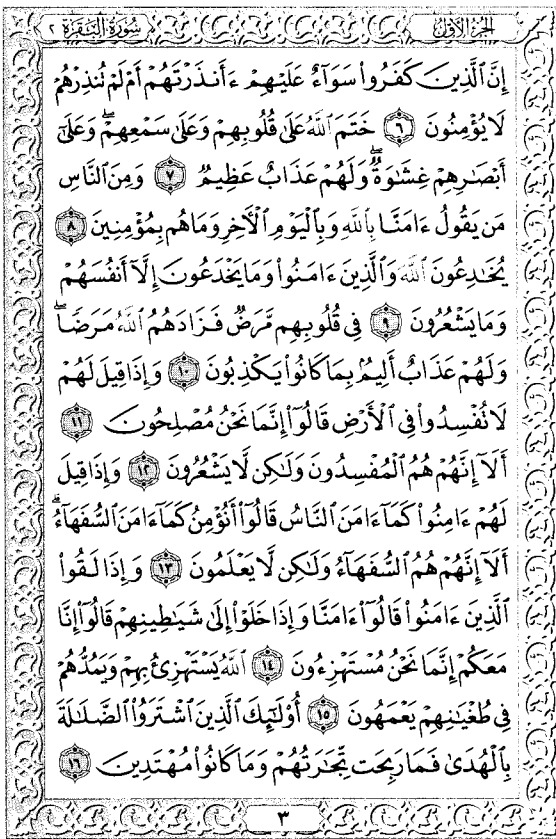 الجزء الأول سورة البقرة ٢
إِنَّ ٱلَّذِينَ كَفَرُواْ سَوَآءٌ عَلَيْهِمْ ءَأَنذَرْتَهُمْ أَمْ لَمْ تُنذِرْهُمْ
لَا يُؤْمِنُونَ ٦ خَتَمَ ٱللَّهُ عَلَىٰ قُلُوبِهِمْ وَعَلَىٰ سَمْعِهِمْ ۖ وَعَلَىٰٓ
أَبْصَٰرِهِمْ غِشَٰوَةٌ ۖ وَلَهُمْ عَذَابٌ عَظِيمٌ ٧ وَمِنَ ٱلنَّاسِ
مَن يَقُولُ ءَامَنَّا بِٱللَّهِ وَبِٱلْيَوْمِ ٱلْأَخِرِ وَمَا هُم بِمُؤْمِنِينَ ٨
يُخَٰدِعُونَ ٱللَّهَ وَٱلَّذِينَ ءَامَنُواْ وَمَا يَخْدَعُونَ إِلَّآ أَنفُسَهُمْ
وَمَا يَشْعُرُونَ ٩ فِى قُلُوبِهِم مَّرَضٌ فَزَادَهُمُ ٱللَّهُ مَرَضًا ۖ
وَلَهُمْ عَذَابٌ أَلِيمٌۢ بِمَا كَانُواْ يَكْذِبُونَ ١٠ وَإِذَا قِيلَ لَهُمْ
لَا تُفْسِدُواْ فِى ٱلْأَرْضِ قَالُوٓاْ إِنَّمَا نَحْنُ مُصْلِحُونَ ١١
أَلَآ إِنَّهُمْ هُمُ ٱلْمُفْسِدُونَ وَلَٰكِن لَّا يَشْعُرُونَ ١٢ وَإِذَا قِيلَ
لَهُمْ ءَامِنُواْ كَمَآ ءَامَنَ ٱلنَّاسُ قَالُوٓاْ أَنُؤْمِنُ كَمَآ ءَامَنَ ٱلسُّفَهَآءُ ۗ
أَلَآ إِنَّهُمْ هُمُ ٱلسُّفَهَآءُ وَلَٰكِن لَّا يَعْلَمُونَ ١٣ وَإِذَا لَقُواْ
ٱلَّذِينَ ءَامَنُواْ قَالُوٓاْ ءَامَنَّا وَإِذَا خَلَوْاْ إِلَىٰ شَيَٰطِينِهِمْ قَالُوٓاْ إِنَّا
مَعَكُمْ إِنَّمَا نَحْنُ مُسْتَهْزِءُونَ ١٤ ٱللَّهُ يَسْتَهْزِئُ بِهِمْ وَيَمُدُّهُمْ
فِى طُغْيَٰنِهِمْ يَعْمَهُونَ ١٥ أُوْلَٰٓئِكَ ٱلَّذِينَ ٱشْتَرَوُاْ ٱلضَّلَٰلَةَ
بِٱلْهُدَىٰ فَمَا رَبِحَت تِّجَٰرَتُهُمْ وَمَا كَانُواْ مُهْتَدِينَ ١٦
٣